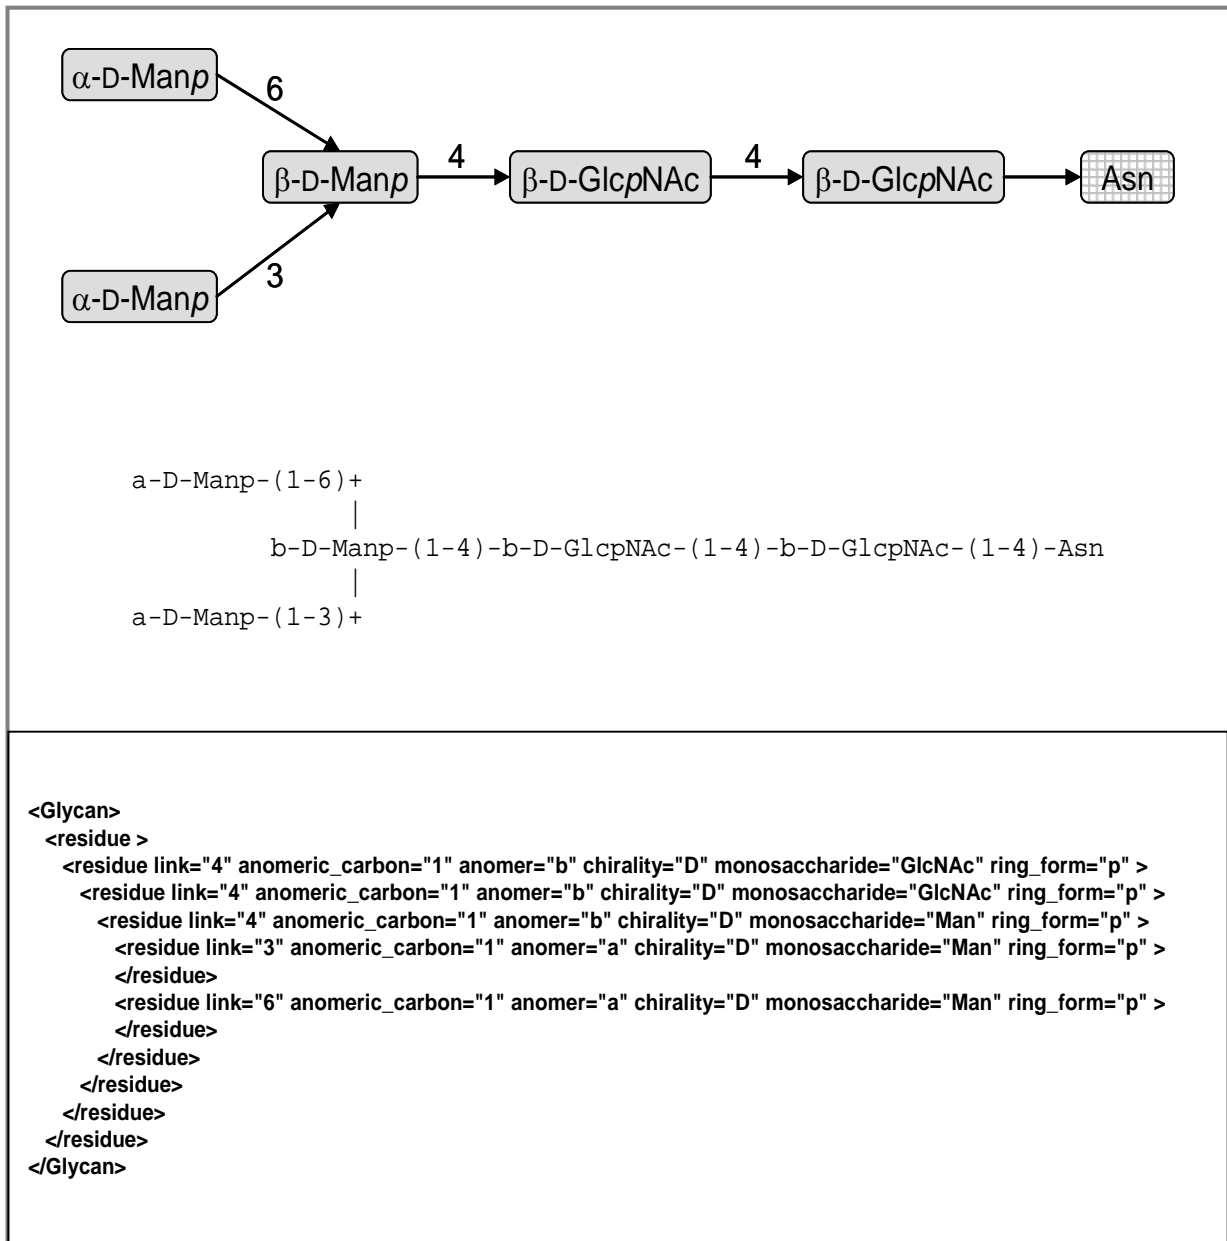 α-D-Manp
6
β-D-Manp 4 β-D-GlcpNAc 4 β-D-GlcpNAc Asn
3
α-D-Manp
a-D-Manp-(1-6)+
|
b-D-Manp-(1-4)-b-D-GlcpNAc-(1-4)-b-D-GlcpNAc-(1-4)-Asn
|
a-D-Manp-(1-3)+
<Glycan>
<residue >
<residue link="4" anomeric_carbon="1" anomer="b" chirality="D" monosaccharide="GlcNAc" ring_form="p" >
<residue link="4" anomeric_carbon="1" anomer="b" chirality="D" monosaccharide="GlcNAc" ring_form="p" >
<residue link="4" anomeric_carbon="1" anomer="b" chirality="D" monosaccharide="Man" ring_form="p" >
<residue link="3" anomeric_carbon="1" anomer="a" chirality="D" monosaccharide="Man" ring_form="p" >
</residue>
<residue link="6" anomeric_carbon="1" anomer="a" chirality="D" monosaccharide="Man" ring_form="p" >
</residue>
</residue>
</residue>
</residue>
</residue>
</Glycan>